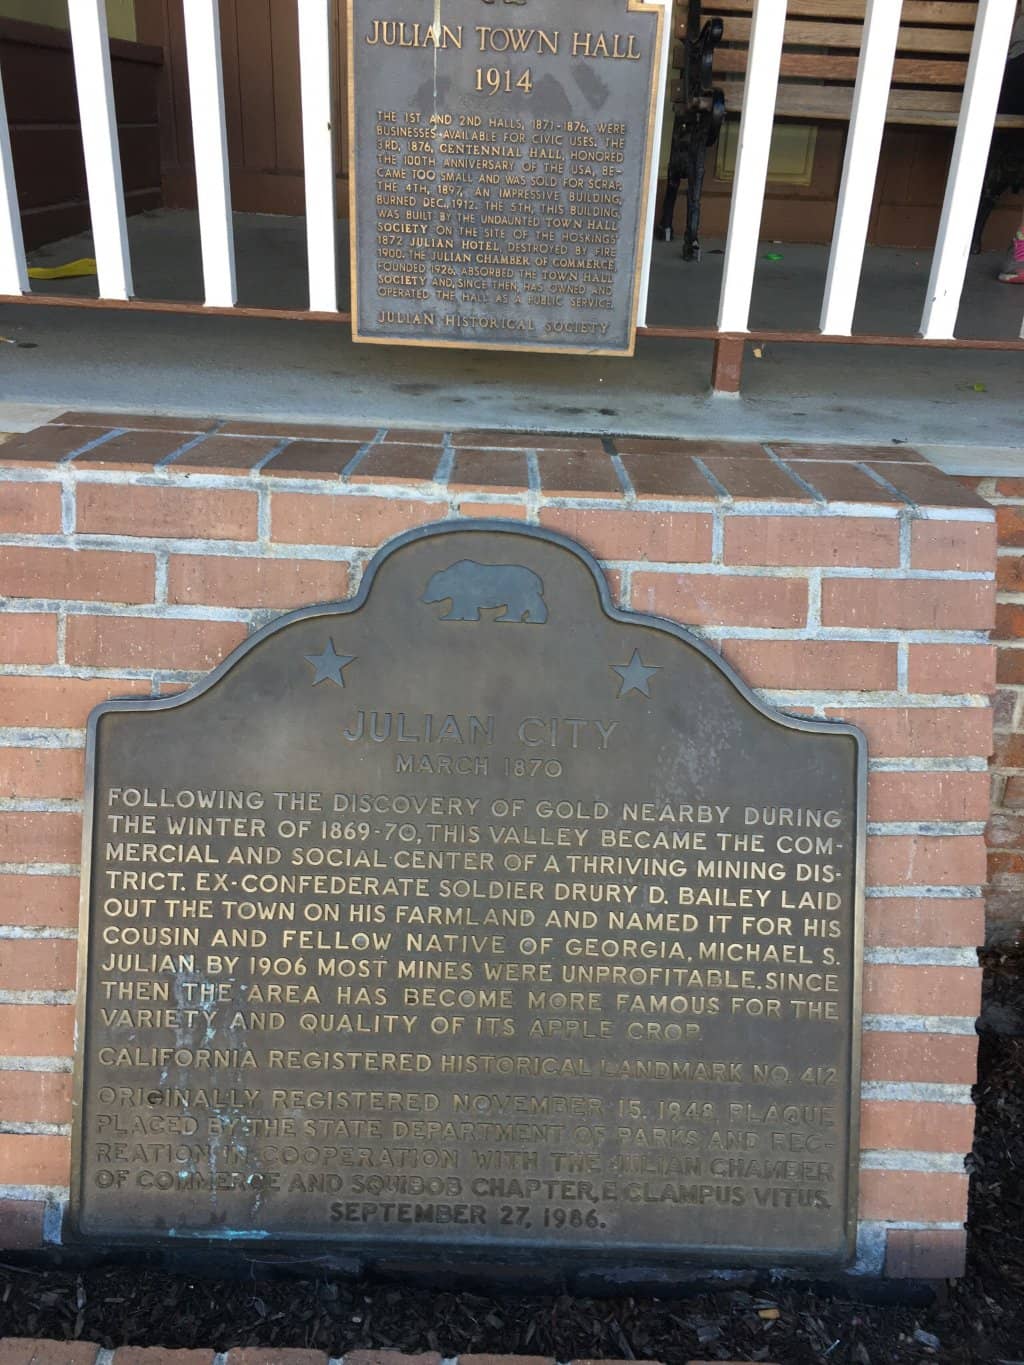 JULIAN TOWN HALL
1914
THE 1ST AND 2ND HALLS, 1871-1876, WERE
BUSINESSES AVAILABLE FOR CIVIC USES. THE
3RD, 1876, CENTENNIAL HALL, HONORED
THE 100TH ANNIVERSARY OF THE USA, BE-
CAME TOO SMALL AND WAS SOLD FOR SCRAP.
THE 4TH, 1897, AN IMPRESSIVE BUILDING,
BURNED DEC., 1912. THE 5TH, THIS BUILDING,
WAS BUILT BY THE UNDAUNTED TOWN HALL
SOCIETY ON THE SITE OF THE HOSKINGS'
1872 JULIAN HOTEL, DESTROYED BY FIRE
1900. THE JULIAN CHAMBER OF COMMERCE,
FOUNDED 1926, ABSORBED THE TOWN HALL
SOCIETY AND, SINCE THEN, HAS OWNED AND
OPERATED THE HALL AS A PUBLIC SERVICE.
JULIAN HISTORICAL SOCIETY
JULIAN CITY
MARCH 1870
FOLLOWING THE DISCOVERY OF GOLD NEARBY DURING
THE WINTER OF 1869-70, THIS VALLEY BECAME THE COM-
MERCIAL AND SOCIAL CENTER OF A THRIVING MINING DIS-
TRICT. EX-CONFEDERATE SOLDIER DRURY D. BAILEY LAID
OUT THE TOWN ON HIS FARMLAND AND NAMED IT FOR HIS
COUSIN AND FELLOW NATIVE OF GEORGIA, MICHAEL S.
JULIAN. BY 1906 MOST MINES WERE UNPROFITABLE. SINCE
THEN THE AREA HAS BECOME MORE FAMOUS FOR THE
VARIETY AND QUALITY OF ITS APPLE CROP.
CALIFORNIA REGISTERED HISTORICAL LANDMARK NO. 412
ORIGINALLY REGISTERED NOVEMBER 15, 1948. PLAQUE
PLACED BY THE STATE DEPARTMENT OF PARKS AND REC-
REATION IN COOPERATION WITH THE JULIAN CHAMBER
OF COMMERCE AND SQUIBOB CHAPTER, E CLAMPUS VITUS,
SEPTEMBER 27, 1986.